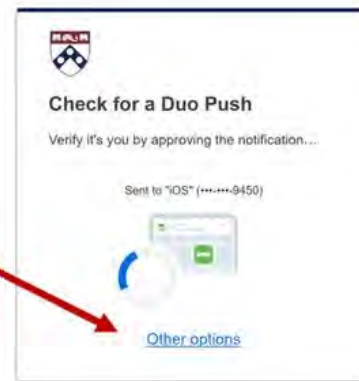 Check for a Duo Push
Verify it's you by approving the notification...
Sent to "iOS" (•••-•••-9450)
Other options